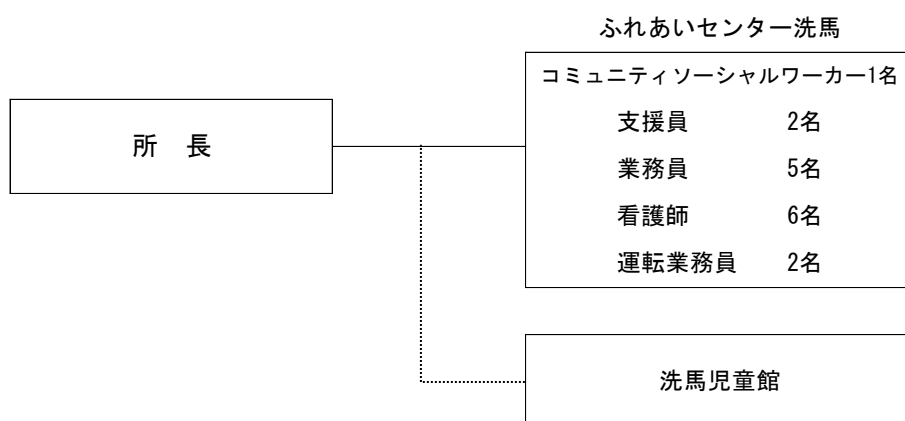 ふれあいセンター洗馬
コミュニティソーシャルワーカー1名
所　長
支援員　2名
業務員　5名
看護師　6名
運転業務員　2名
洗馬児童館